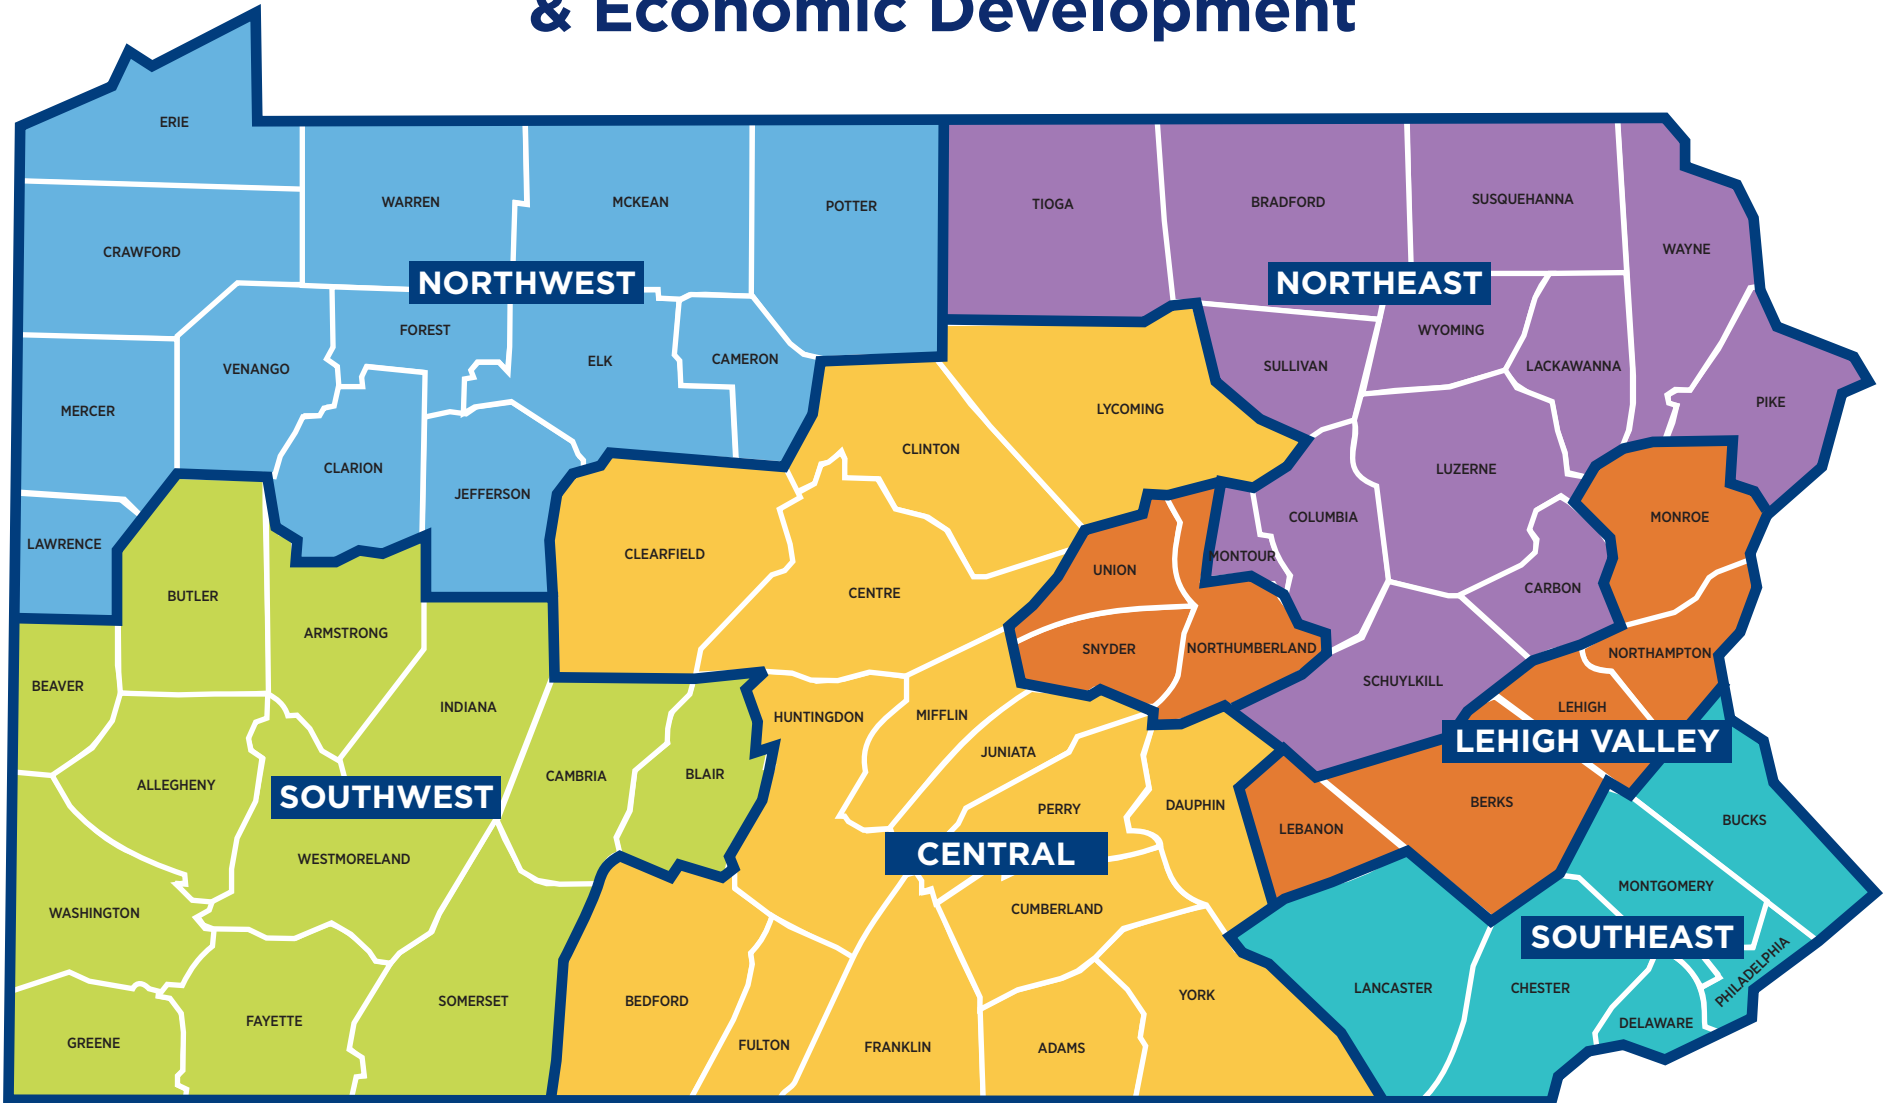 & Economic Development
ERIE
WARREN
MCKEAN
POTTER
TIOGA
BRADFORD
SUSQUEHANNA
WAYNE
CRAWFORD
NORTHWEST
NORTHEAST
FOREST
WYOMING
VENANGO
ELK
CAMERON
SULLIVAN
LACKAWANNA
MERCER
LYCOMING
PIKE
CLINTON
CLARION
LUZERNE
JEFFERSON
COLUMBIA
MONROE
LAWRENCE
CLEARFIELD
MONTOUR
UNION
BUTLER
CENTRE
CARBON
ARMSTRONG
SNYDER
NORTHUMBERLAND
NORTHAMPTON
BEAVER
SCHUYLKILL
INDIANA
LEHIGH
HUNTINGDON
MIFFLIN
LEHIGH VALLEY
JUNIATA
CAMBRIA
BLAIR
ALLEGHENY
SOUTHWEST
PERRY
DAUPHIN
BERKS
BUCKS
LEBANON
WESTMORELAND
CENTRAL
MONTGOMERY
WASHINGTON
CUMBERLAND
SOUTHEAST
PHILADELPHIA
LANCASTER
CHESTER
YORK
SOMERSET
BEDFORD
FAYETTE
DELAWARE
GREENE
FULTON
FRANKLIN
ADAMS